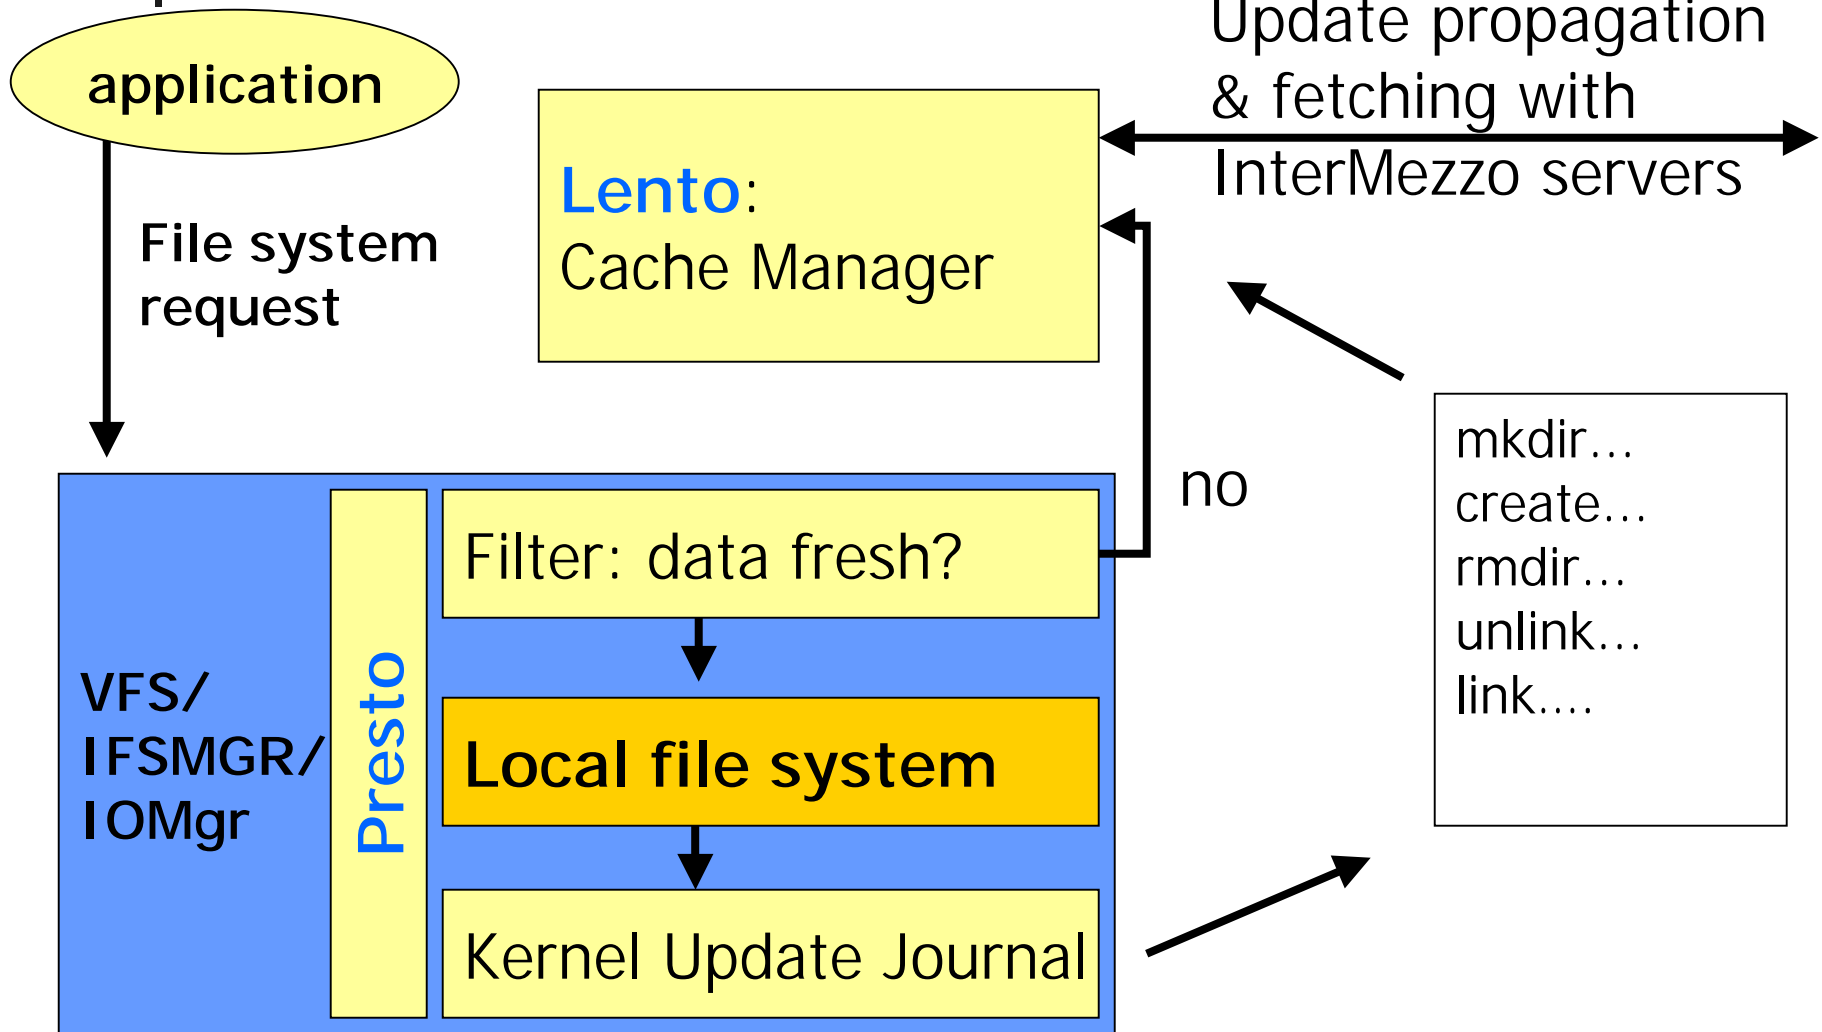 application
File system
request
Lento:
Cache Manager
Update propagation
& fetching with
InterMezzo servers
no
mkdir...
create...
rmdir...
unlink...
link....
VFS/
IFSMGR/
IOMgr
Presto
Filter: data fresh?
Local file system
Kernel Update Journal